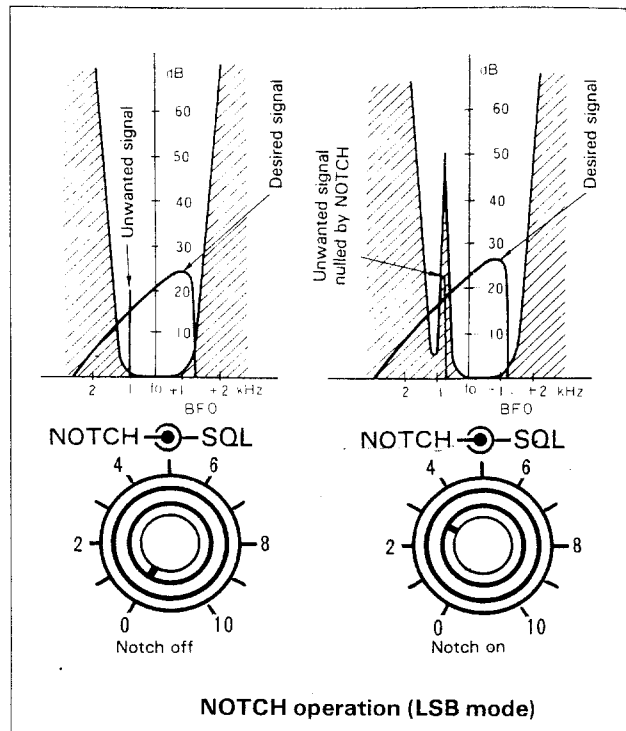 dB
60
50
40
30
20
10
Unwanted signal
Desired signal
2 1 fo +1 +2 kHz
BFO
dB
60
50
40
30
20
10
Unwanted signal
nulled by NOTCH
Desired signal
2 1 fo 1 +2 kHz
BFO
NOTCH SQL
0 2 4 6 8 10
Notch off
NOTCH SQL
0 2 4 6 8 10
Notch on
NOTCH operation (LSB mode)